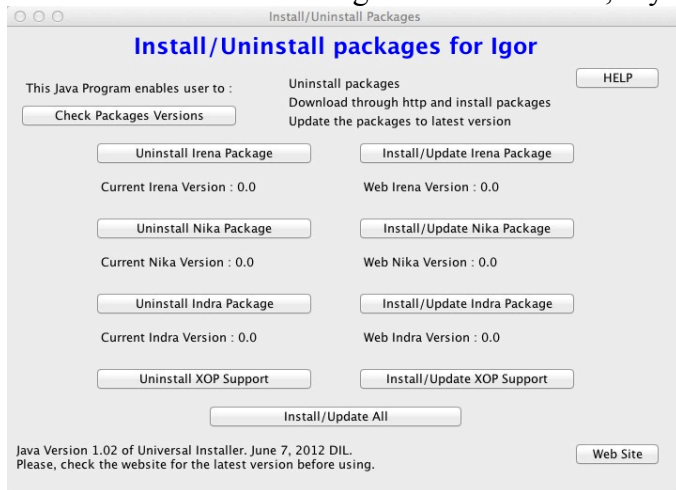 Install/Uninstall Packages
Install/Uninstall packages for Igor
HELP
This Java Program enables user to :
Uninstall packages
Download through http and install packages
Update the packages to latest version
Check Packages Versions
Uninstall Irena Package
Install/Update Irena Package
Current Irena Version : 0.0
Web Irena Version : 0.0
Uninstall Nika Package
Install/Update Nika Package
Current Nika Version : 0.0
Web Nika Version : 0.0
Uninstall Indra Package
Install/Update Indra Package
Current Indra Version : 0.0
Web Indra Version : 0.0
Uninstall XOP Support
Install/Update XOP Support
Install/Update All
Java Version 1.02 of Universal Installer. June 7, 2012 DIL.
Please, check the website for the latest version before using.
Web Site